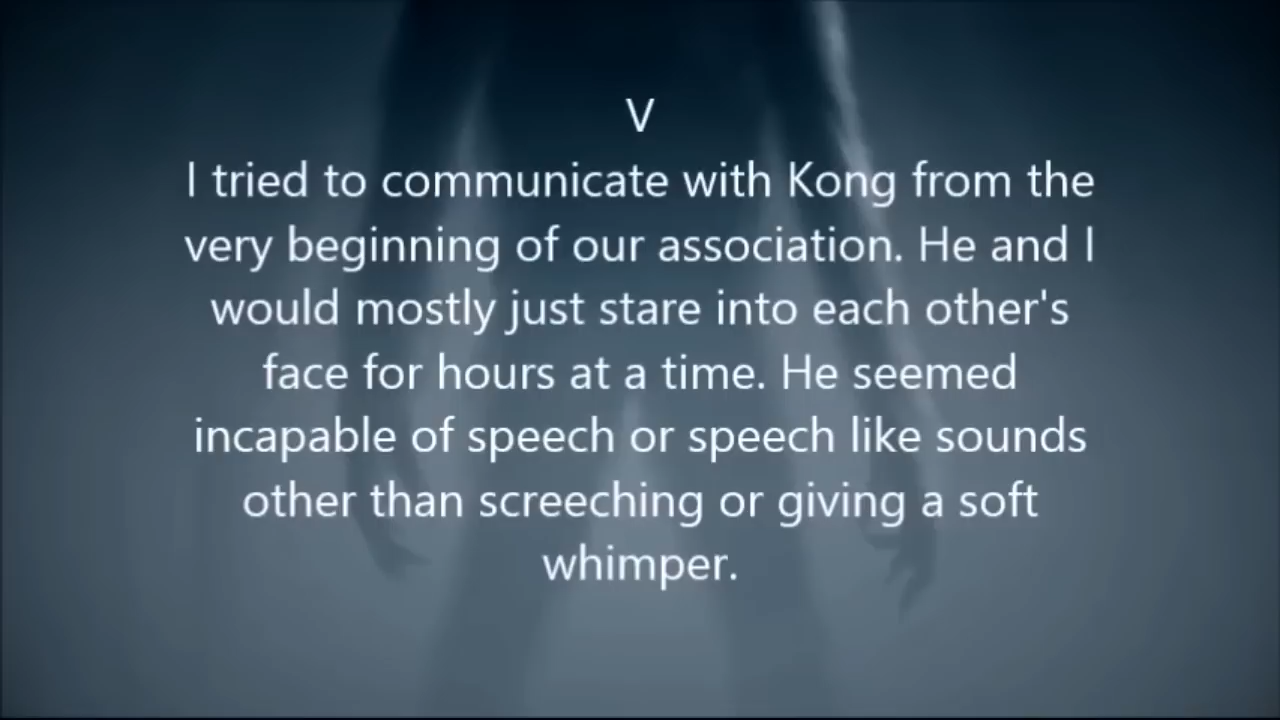 V
I tried to communicate with Kong from the
very beginning of our association. He and I
would mostly just stare into each other's
face for hours at a time. He seemed
incapable of speech or speech like sounds
other than screeching or giving a soft
whimper.